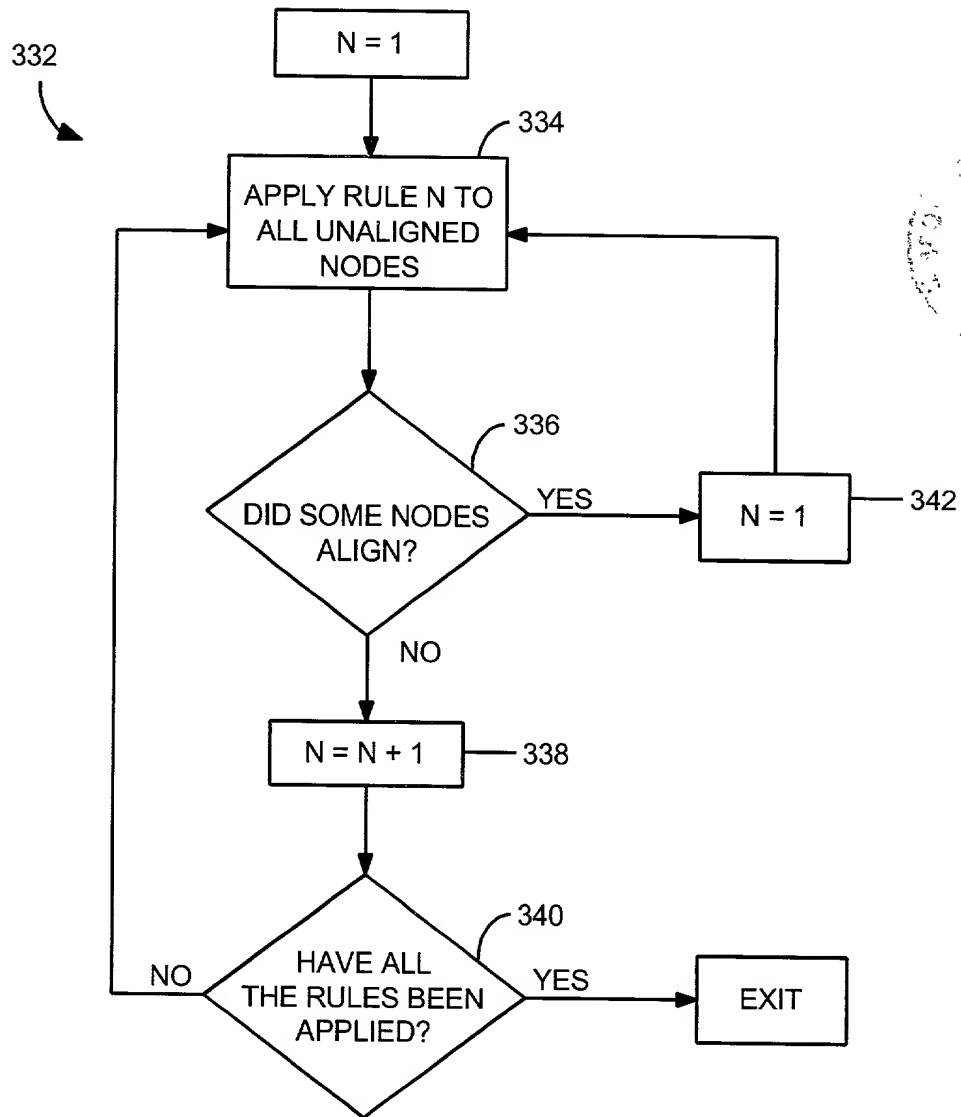 N = 1
332
334
APPLY RULE N TO
ALL UNALIGNED
NODES
336
DID SOME NODES
ALIGN?
YES
N = 1
342
NO
N = N + 1
338
340
HAVE ALL
THE RULES BEEN
APPLIED?
NO
YES
EXIT